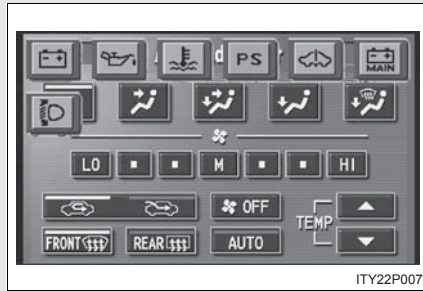 PS
MAIN
LO M HI
OFF
TEMP
FRONT REAR AUTO
ITY22P007